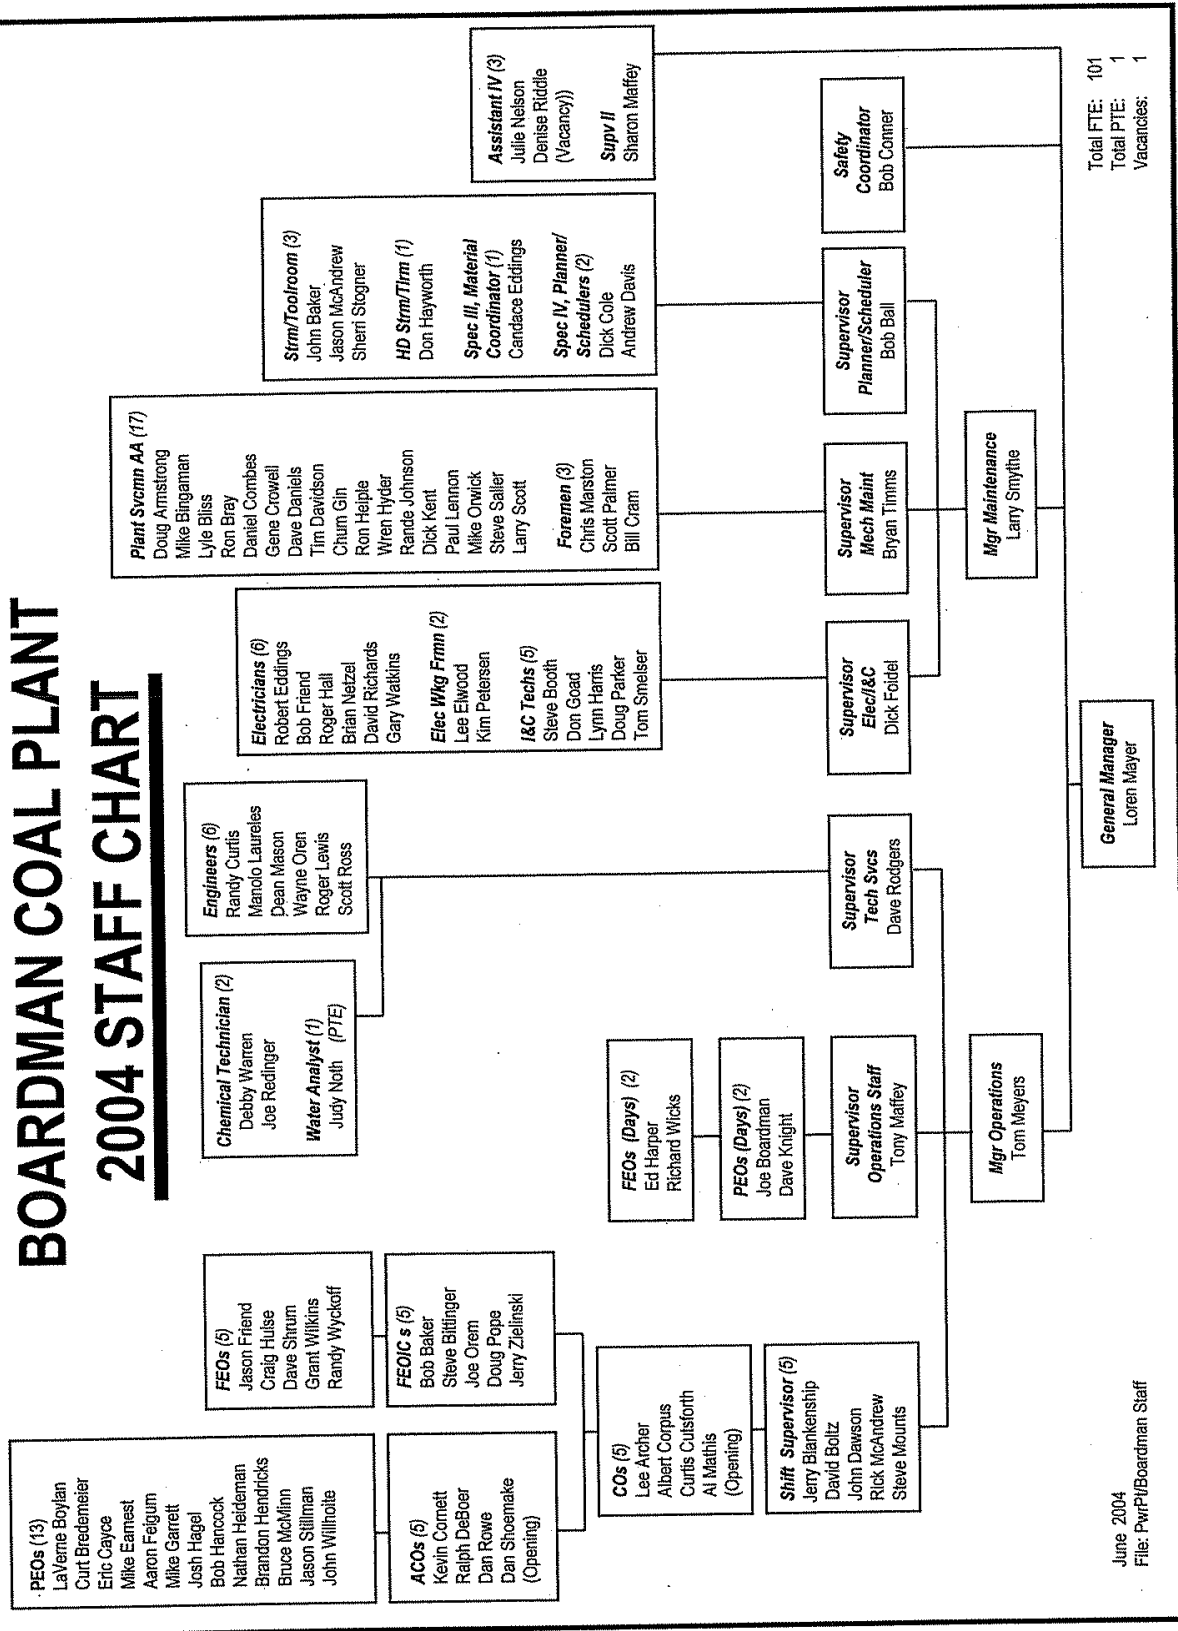 BOARDMAN COAL PLANT
2004 STAFF CHART
PEOs (13)
LaVerne Boylan
Curt Bredemeier
Eric Cayce
Mike Earnest
Aaron Feigum
Mike Garrett
Josh Hagel
Bob Hancock
Nathan Heideman
Brandon Hendricks
Bruce McMinn
Jason Stillman
John Willhoite
FEOs (5)
Jason Friend
Craig Hulse
Dave Shrum
Grant Wilkins
Randy Wyckoff
ACOs (5)
Kevin Cornett
Ralph DeBoer
Dan Rowe
Dan Shoemake
(Opening)
FEOIC s (5)
Bob Baker
Steve Bittinger
Joe Orem
Doug Pope
Jerry Zielinski
COs (5)
Lee Archer
Albert Corpus
Curtis Cutsforth
Al Mathis
(Opening)
Shift Supervisor (5)
Jerry Blankenship
David Boltz
John Dawson
Rick McAndrew
Steve Mounts
Chemical Technician (2)
Debby Warren
Joe Redinger
Water Analyst (1)
Judy Noth (PTE)
Engineers (6)
Randy Curtis
Manolo Laureles
Dean Mason
Wayne Oren
Roger Lewis
Scott Ross
FEOs (Days) (2)
Ed Harper
Richard Wicks
PEOs (Days) (2)
Joe Boardman
Dave Knight
Supervisor
Operations Staff
Tony Maffey
Supervisor
Tech Svcs
Dave Rodgers
Mgr Operations
Tom Meyers
Electricians (6)
Robert Eddings
Bob Friend
Roger Hall
Brian Netzel
David Richards
Gary Watkins
Elec Wkg Frmn (2)
Lee Elwood
Kim Petersen
I&C Techs (5)
Steve Booth
Don Goad
Lynn Harris
Doug Parker
Tom Smelser
Plant Svcmn AA (17)
Doug Armstrong
Mike Bingaman
Lyle Bliss
Ron Bray
Daniel Combes
Gene Crowell
Dave Daniels
Tim Davidson
Chum Gin
Ron Heiple
Wren Hyder
Rande Johnson
Dick Kent
Paul Lennon
Mike Orwick
Steve Saller
Larry Scott
Foremen (3)
Chris Marston
Scott Palmer
Bill Cram
Strm/Toolroom (3)
John Baker
Jason McAndrew
Sherri Stogner
HD Strm/Tlrm (1)
Don Hayworth
Spec III, Material
Coordinator (1)
Candace Eddings
Spec IV, Planner/
Schedulers (2)
Dick Cole
Andrew Davis
Assistant IV (3)
Julie Nelson
Denise Riddle
(Vacancy))
Supv II
Sharon Maffey
Supervisor
Elec/I&C
Dick Foidel
Supervisor
Mech Maint
Bryan Timms
Supervisor
Planner/Scheduler
Bob Ball
Safety
Coordinator
Bob Conner
Mgr Maintenance
Larry Smythe
General Manager
Loren Mayer
June 2004
File: PwrPt/Boardman Staff
Total FTE: 101
Total PTE: 1
Vacancies: 1